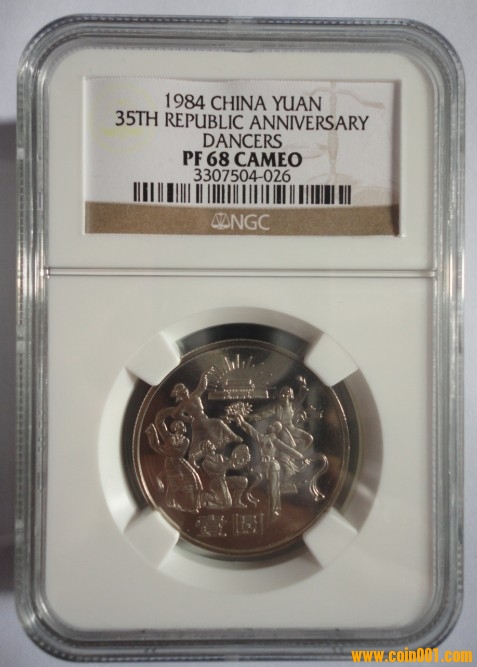 1984 CHINA YUAN
35TH REPUBLIC ANNIVERSARY
DANCERS
PF 68 CAMEO
3307504-026
NGC
壹圆
www.coin001.com